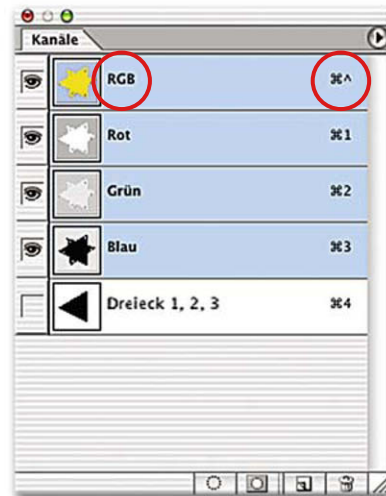 Kanäle
RGB ⌘^
Rot ⌘1
Grün ⌘2
Blau ⌘3
Dreieck 1, 2, 3 ⌘4